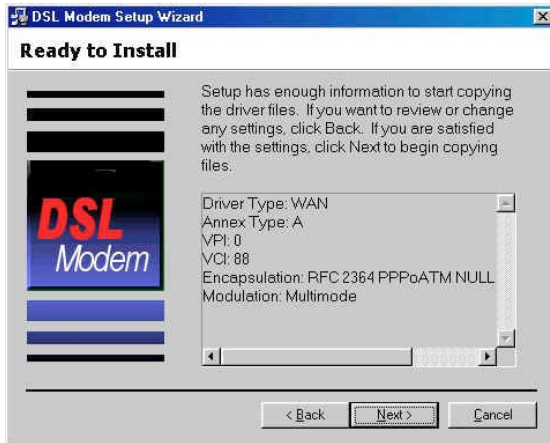 DSL Modem Setup Wizard
Ready to Install
Setup has enough information to start copying
the driver files. If you want to review or change
any settings, click Back. If you are satisfied
with the settings, click Next to begin copying
files.
DSL
Modem
Driver Type: WAN
Annex Type: A
VPI: 0
VCI: 88
Encapsulation: RFC 2364 PPPoATM NULL
Modulation: Multimode
< Back
Next >
Cancel